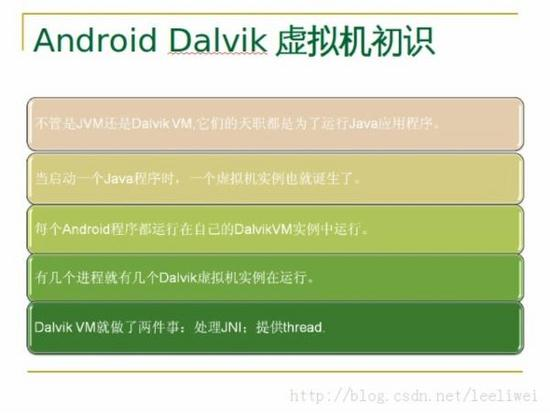 Android Dalvik 虚拟机初识
不管是JVM还是Dalvik VM,它们的天职都是为了运行Java应用程序。
当启动一个Java程序时，一个虚拟机实例也就诞生了。
每个Android程序都运行在自己的DalvikVM实例中运行。
有几个进程就有几个Dalvik虚拟机实例在运行。
Dalvik VM就做了两件事：处理JNI；提供thread.
http://blog.csdn.net/leeliwei